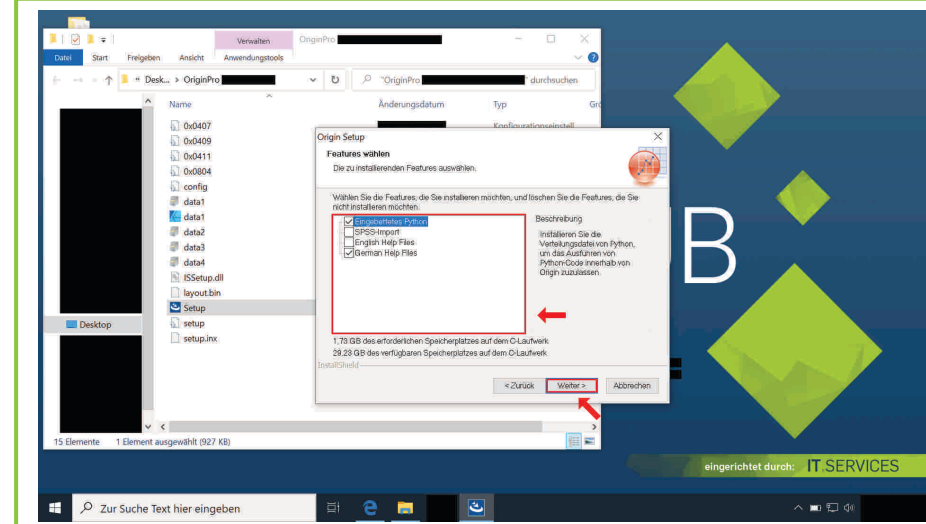 Verwalten
OriginPro
Datei Start Freigeben Ansicht Anwendungstools
« Desk... > OriginPro
"OriginPro " durchsuchen
Name Änderungsdatum Typ Grö
0x0407 Konfigurationseinstell
0x0409
0x0411
0x0804
config
data1
data1
data2
data3
data4
ISSetup.dll
layout.bin
Setup
setup
setup.inx
Desktop
15 Elemente 1 Element ausgewählt (927 KB)
Origin Setup
Features wählen
Die zu installierenden Features auswählen.
Wählen Sie die Features, die Sie installieren möchten, und löschen Sie die Features, die Sie
nicht installieren möchten.
Eingebettetes Python
SPSS-Import
English Help Files
German Help Files
Beschreibung
Installieren Sie die
Verteilungsdatei von Python,
um das Ausführen von
Python-Code innerhalb von
Origin zuzulassen.
1,73 GB des erforderlichen Speicherplatzes auf dem C-Laufwerk
29,23 GB des verfügbaren Speicherplatzes auf dem C-Laufwerk
InstallShield
< Zurück Weiter > Abbrechen
B
eingerichtet durch: IT.SERVICES
Zur Suche Text hier eingeben